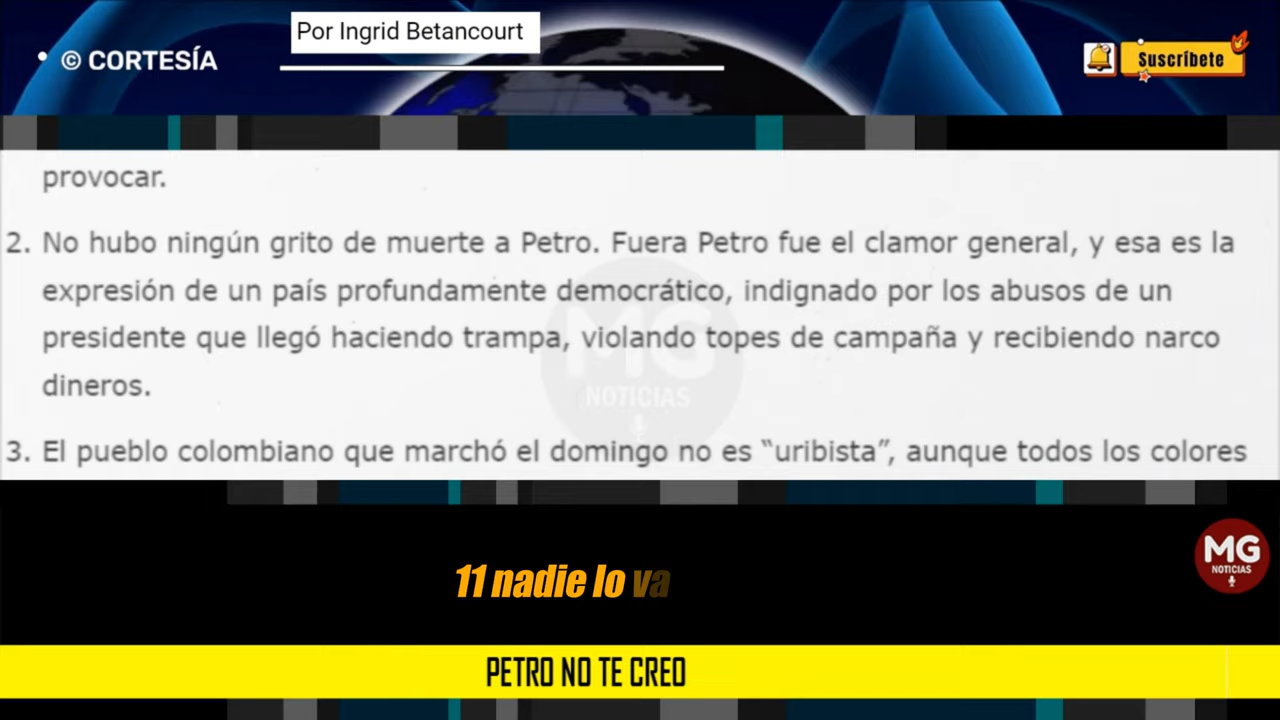 Por Ingrid Betancourt
© CORTESÍA
Suscríbete
provocar.
2. No hubo ningún grito de muerte a Petro. Fuera Petro fue el clamor general, y esa es la
expresión de un país profundamente democrático, indignado por los abusos de un
presidente que llegó haciendo trampa, violando topes de campaña y recibiendo narco
dineros.
3. El pueblo colombiano que marchó el domingo no es “uribista”, aunque todos los colores
MG
NOTICIAS
MG
NOTICIAS
11 nadie lo va
PETRO NO TE CREO